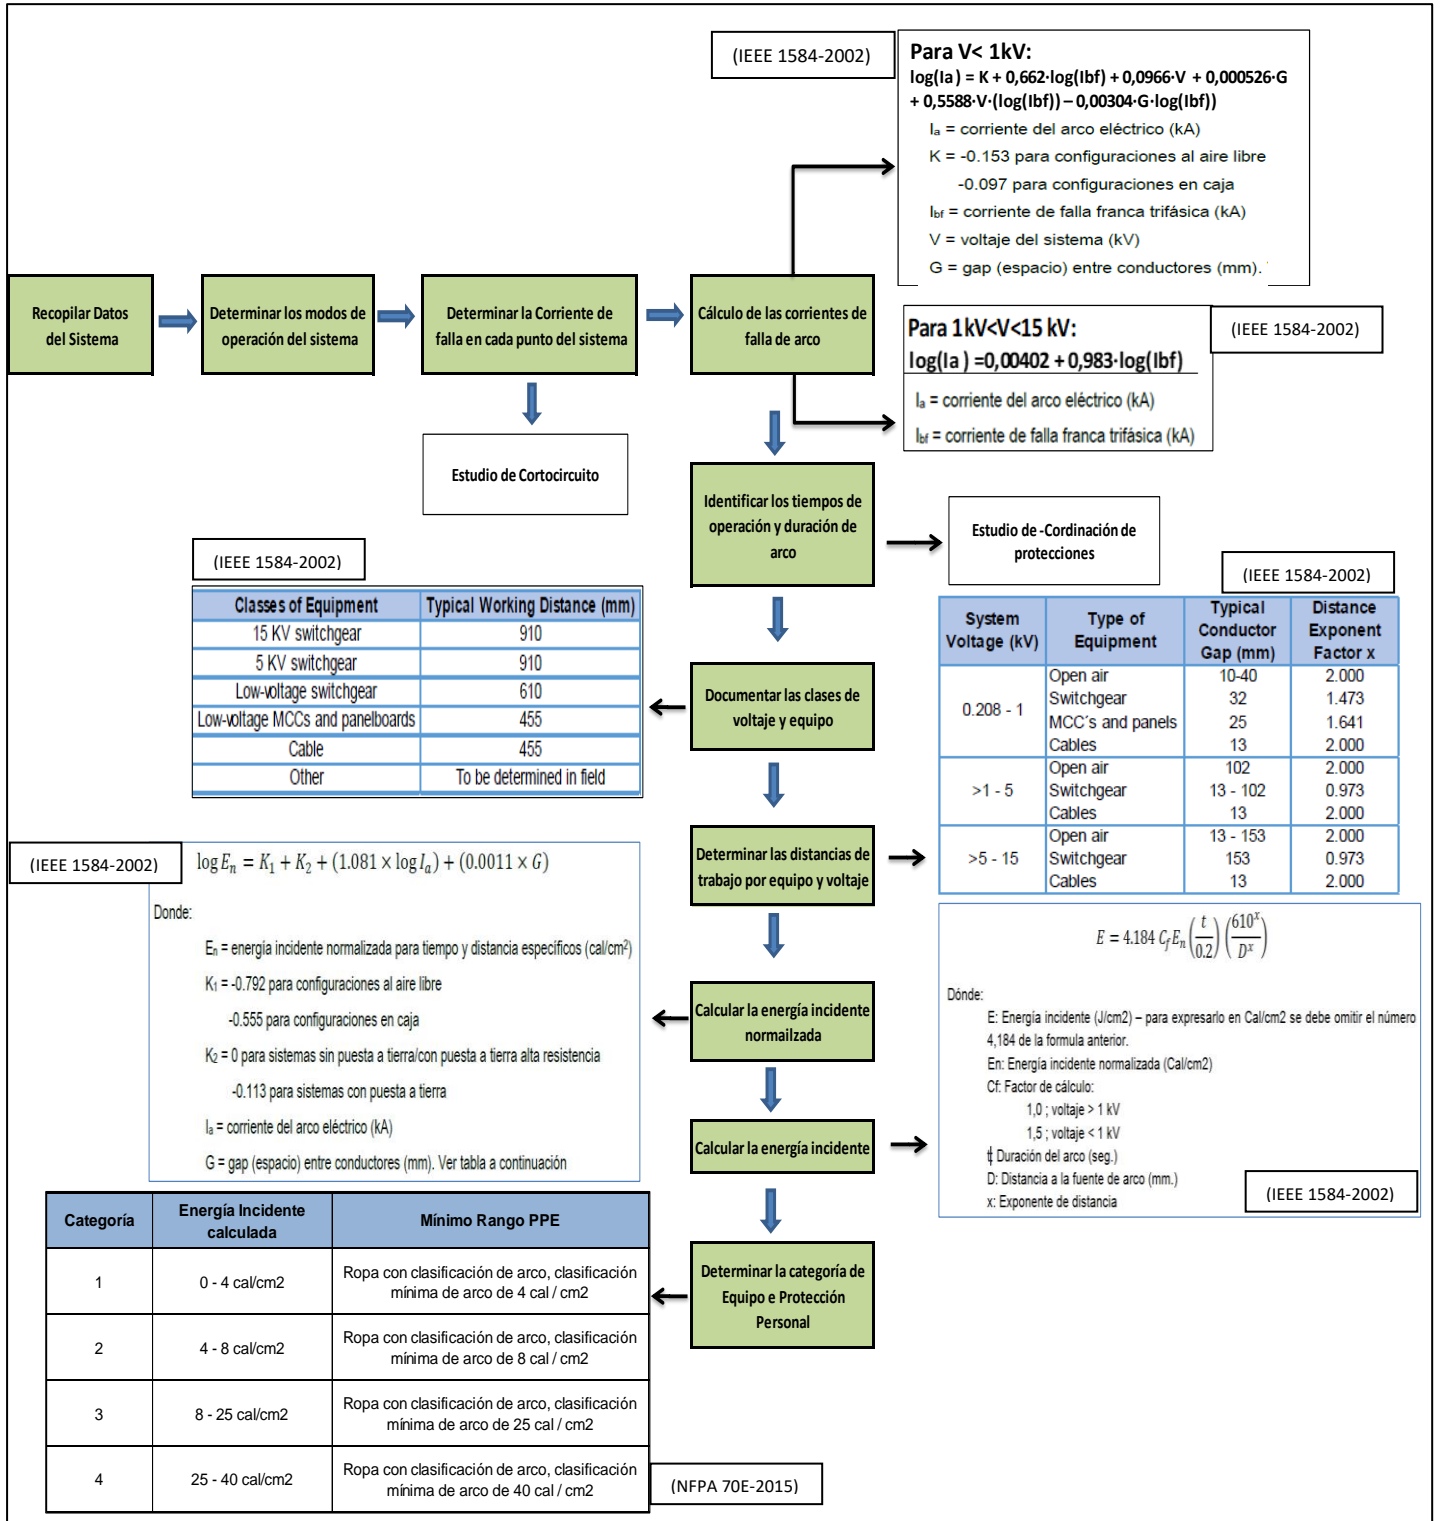 (IEEE 1584-2002)
Para V< 1kV:
log(Ia ) = K + 0,662·log(Ibf) + 0,0966·V + 0,000526·G
+ 0,5588·V·(log(Ibf)) – 0,00304·G·log(Ibf))
Iₐ = corriente del arco eléctrico (kA)
K = -0.153 para configuraciones al aire libre
-0.097 para configuraciones en caja
Ibf = corriente de falla franca trifásica (kA)
V = voltaje del sistema (kV)
G = gap (espacio) entre conductores (mm).
Recopilar Datos
del Sistema
Determinar los modos de
operación del sistema
Determinar la Corriente de
falla en cada punto del sistema
Cálculo de las corrientes de
falla de arco
Para 1kV<V<15 kV:
log(Ia ) =0,00402 + 0,983·log(Ibf)
Iₐ = corriente del arco eléctrico (kA)
Ibf = corriente de falla franca trifásica (kA)
(IEEE 1584-2002)
Estudio de Cortocircuito
Identificar los tiempos de
operación y duración de
arco
Estudio de -Cordinación de
protecciones
(IEEE 1584-2002)
Classes of Equipment Typical Working Distance (mm)
15 KV switchgear 910
5 KV switchgear 910
Low-voltage switchgear 610
Low-voltage MCCs and panelboards 455
Cable 455
Other To be determined in field
Documentar las clases de
voltaje y equipo
(IEEE 1584-2002)
System Voltage (kV) Type of Equipment Typical Conductor Gap (mm) Distance Exponent Factor x
0.208 - 1 Open air 10-40 2.000
Switchgear 32 1.473
MCC´s and panels 25 1.641
Cables 13 2.000
>1 - 5 Open air 102 2.000
Switchgear 13 - 102 0.973
Cables 13 2.000
>5 - 15 Open air 13 - 153 2.000
Switchgear 153 0.973
Cables 13 2.000
Determinar las distancias de
trabajo por equipo y voltaje
(IEEE 1584-2002)
log Eₙ = K₁ + K₂ + (1.081 × log Iₐ) + (0.0011 × G)
Donde:
Eₙ = energía incidente normalizada para tiempo y distancia específicos (cal/cm²)
K₁ = -0.792 para configuraciones al aire libre
-0.555 para configuraciones en caja
K₂ = 0 para sistemas sin puesta a tierra/con puesta a tierra alta resistencia
-0.113 para sistemas con puesta a tierra
Iₐ = corriente del arco eléctrico (kA)
G = gap (espacio) entre conductores (mm). Ver tabla a continuación
Calcular la energía incidente
normailzada
E = 4.184 C_f Eₙ (t/0.2) (610ˣ/Dˣ)
Dónde:
E: Energía incidente (J/cm2) – para expresarlo en Cal/cm2 se debe omitir el número
4,184 de la formula anterior.
En: Energía incidente normalizada (Cal/cm2)
Cf: Factor de cálculo:
1,0 ; voltaje > 1 kV
1,5 ; voltaje < 1 kV
t: Duración del arco (seg.)
D: Distancia a la fuente de arco (mm.)
x: Exponente de distancia
(IEEE 1584-2002)
Calcular la energía incidente
Categoría Energía Incidente calculada Mínimo Rango PPE
1 0 - 4 cal/cm2 Ropa con clasificación de arco, clasificación
mínima de arco de 4 cal / cm2
2 4 - 8 cal/cm2 Ropa con clasificación de arco, clasificación
mínima de arco de 8 cal / cm2
3 8 - 25 cal/cm2 Ropa con clasificación de arco, clasificación
mínima de arco de 25 cal / cm2
4 25 - 40 cal/cm2 Ropa con clasificación de arco, clasificación
mínima de arco de 40 cal / cm2
(NFPA 70E-2015)
Determinar la categoría de
Equipo e Protección
Personal